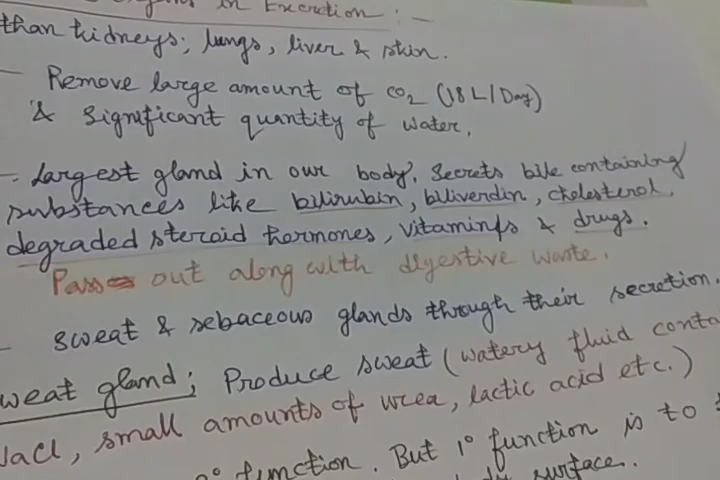 in Excretion :-
than kidneys; lungs, liver & skin.
- Remove large amount of CO2 (18 L/Day)
& significant quantity of water.
- Largest gland in our body. Secrets bile containing
substances like bilirubin, biliverdin, cholesterol,
degraded steroid hormones, vitamins & drugs.
Pass out along with digestive waste.
- Sweat & sebaceous glands through their secretion.
weat gland; Produce sweat (watery fluid conta
NaCl, small amounts of urea, lactic acid etc.)
2° function. But 1° function is to
surface.